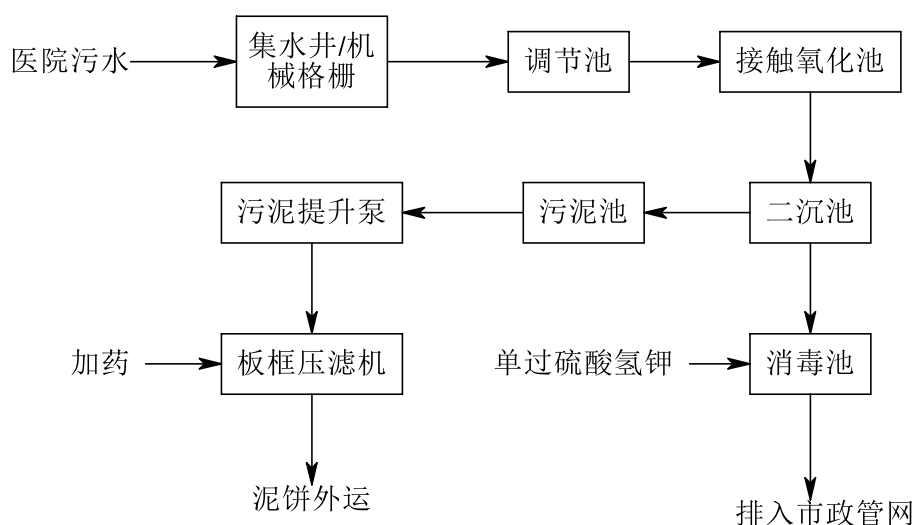 医院污水
集水井/机
械格栅
调节池
接触氧化池
污泥提升泵
污泥池
二沉池
加药
板框压滤机
单过硫酸氢钾
消毒池
泥饼外运
排入市政管网